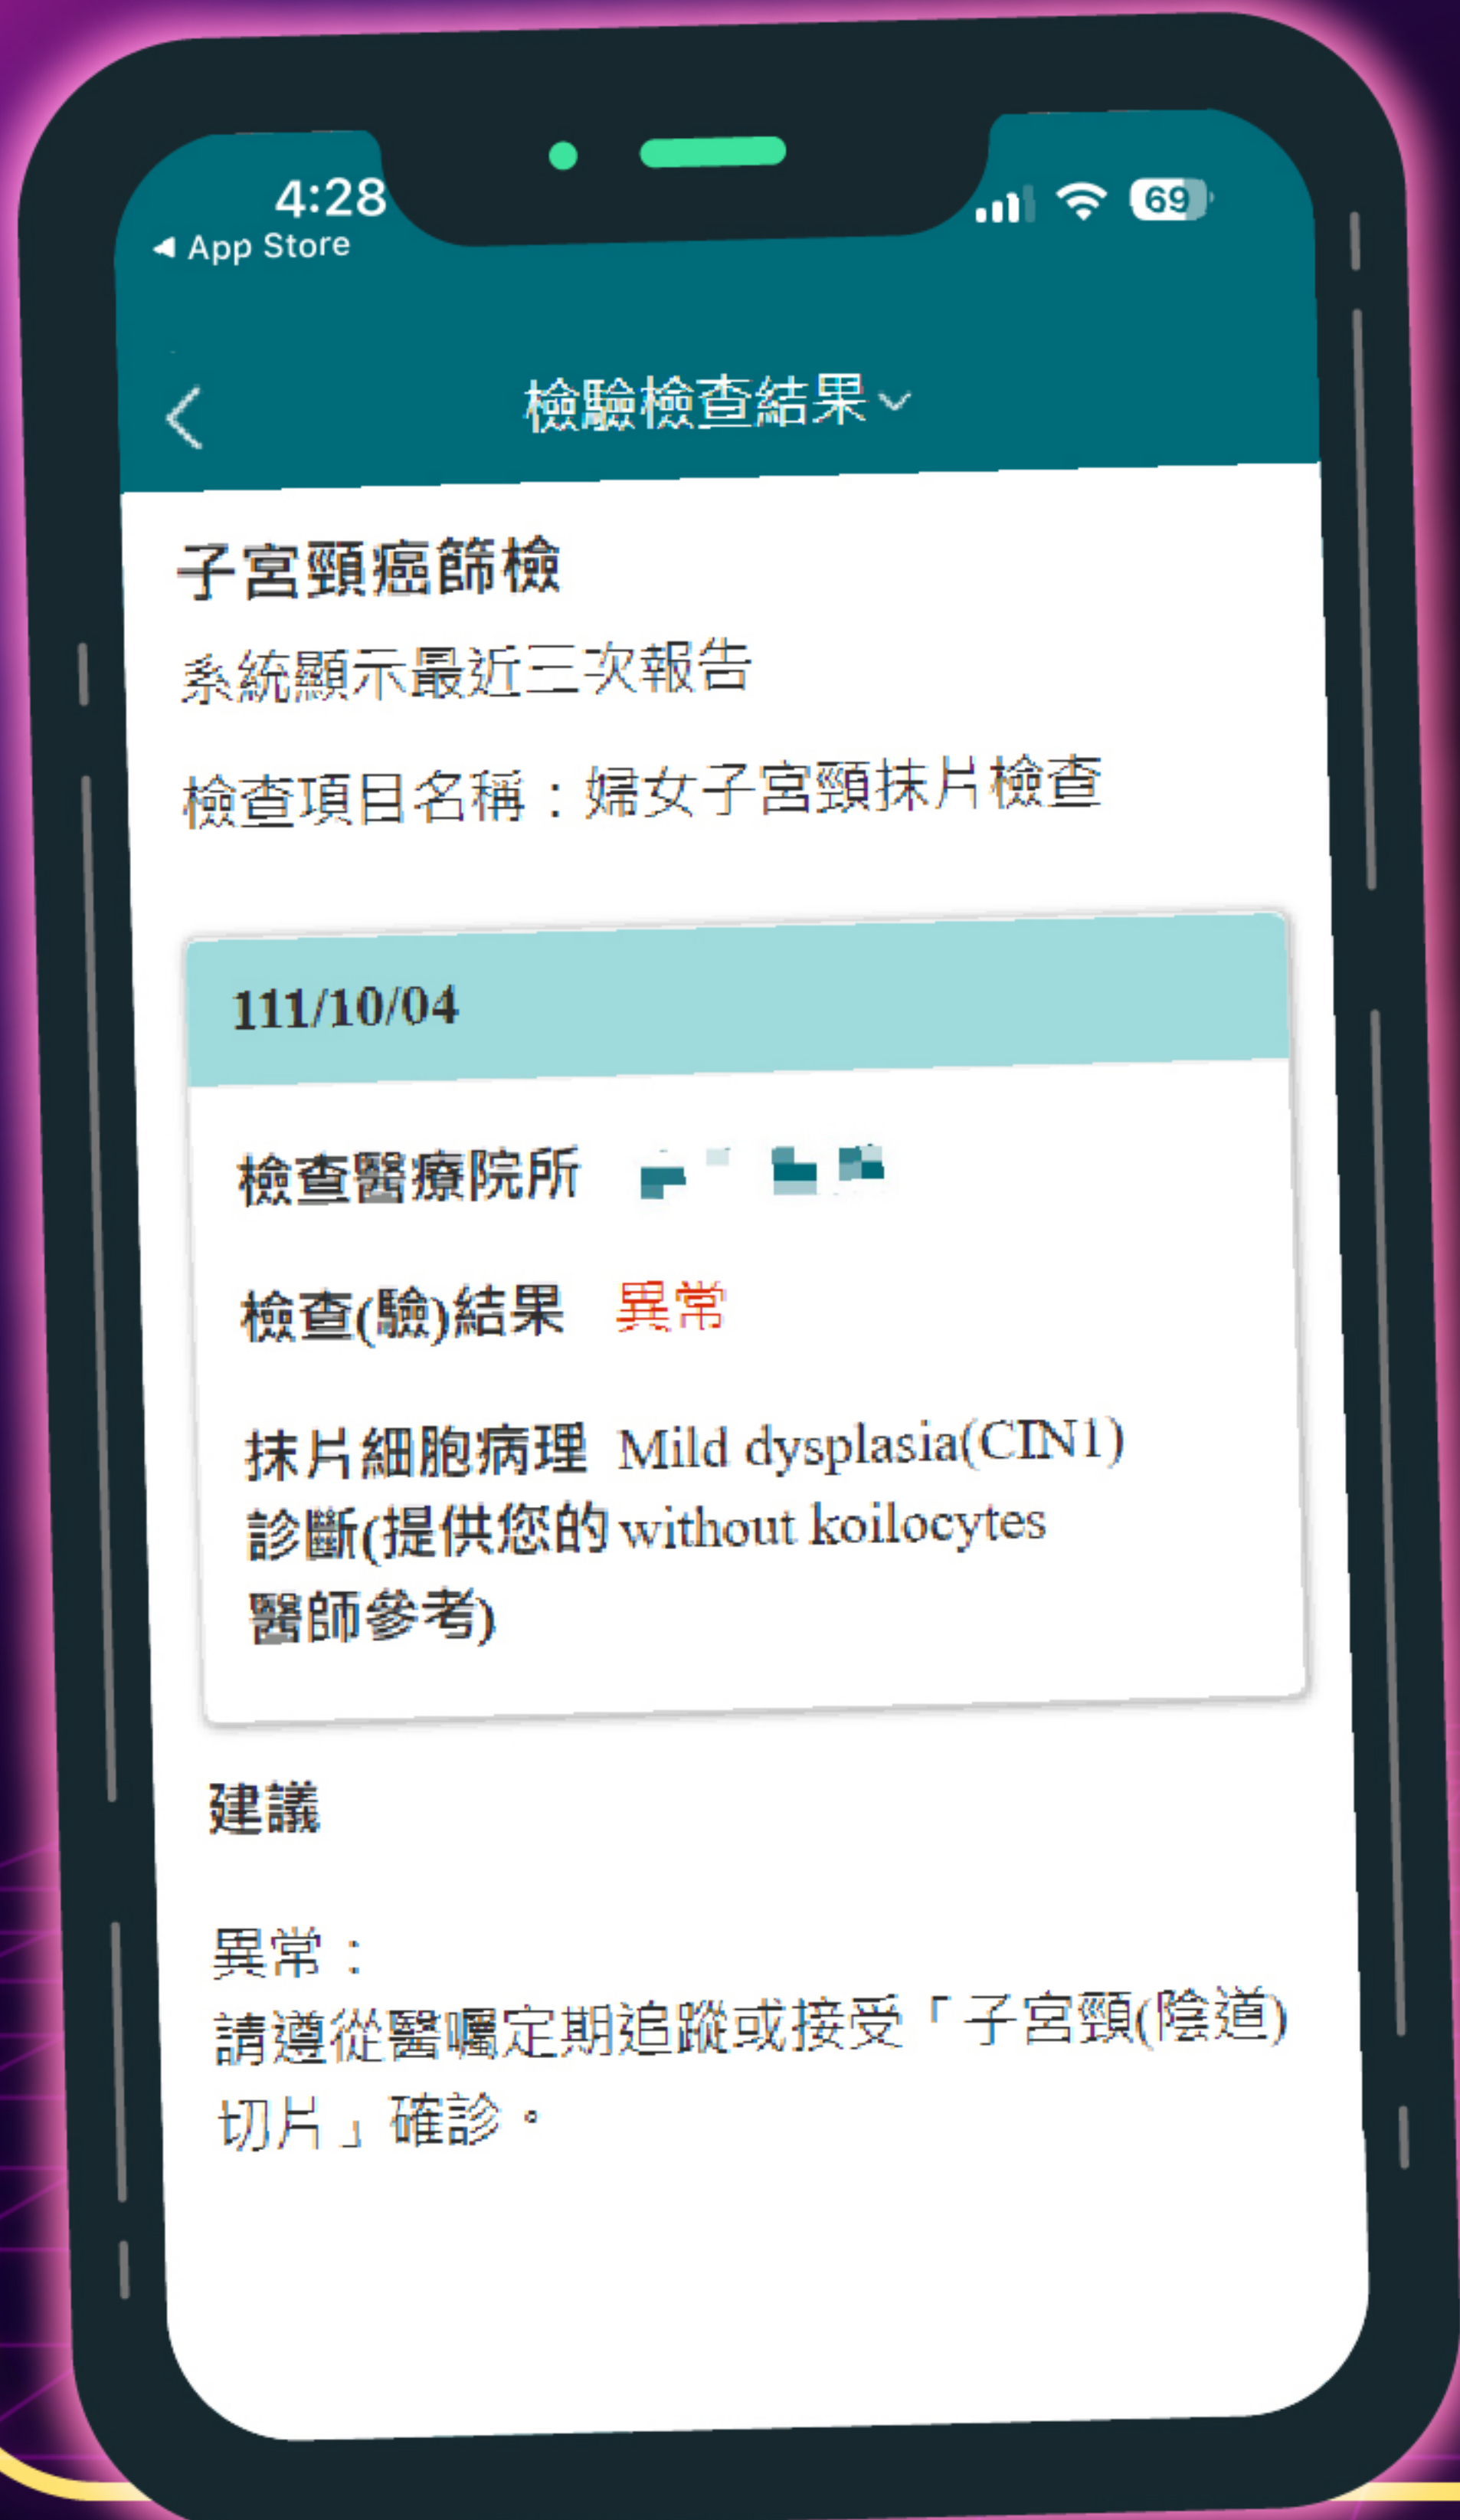 4:28
69
◀ App Store
檢驗檢查結果
子宮頸癌篩檢
系統顯示最近三次報告
檢查項目名稱：婦女子宮頸抹片檢查
111/10/04
檢查醫療院所
檢查(驗)結果 異常
抹片細胞病理 Mild dysplasia(CIN1)
診斷(提供您的 without koilocytes
醫師參考)
建議
異常：
請遵從醫囑定期追蹤或接受「子宮頸(陰道)
切片」確診。